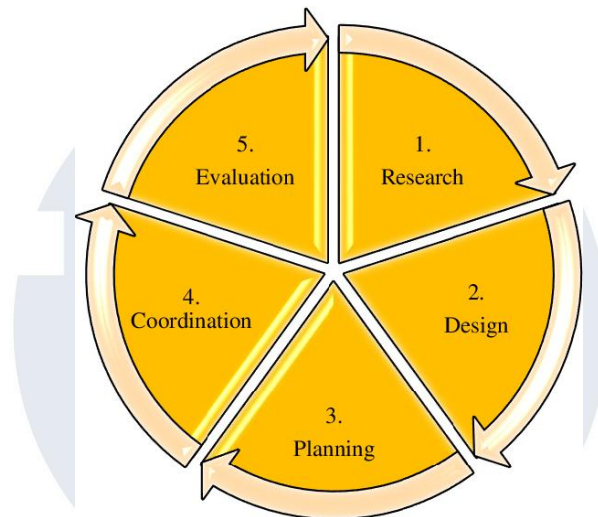 1.
Research
2.
Design
3.
Planning
4.
Coordination
5.
Evaluation